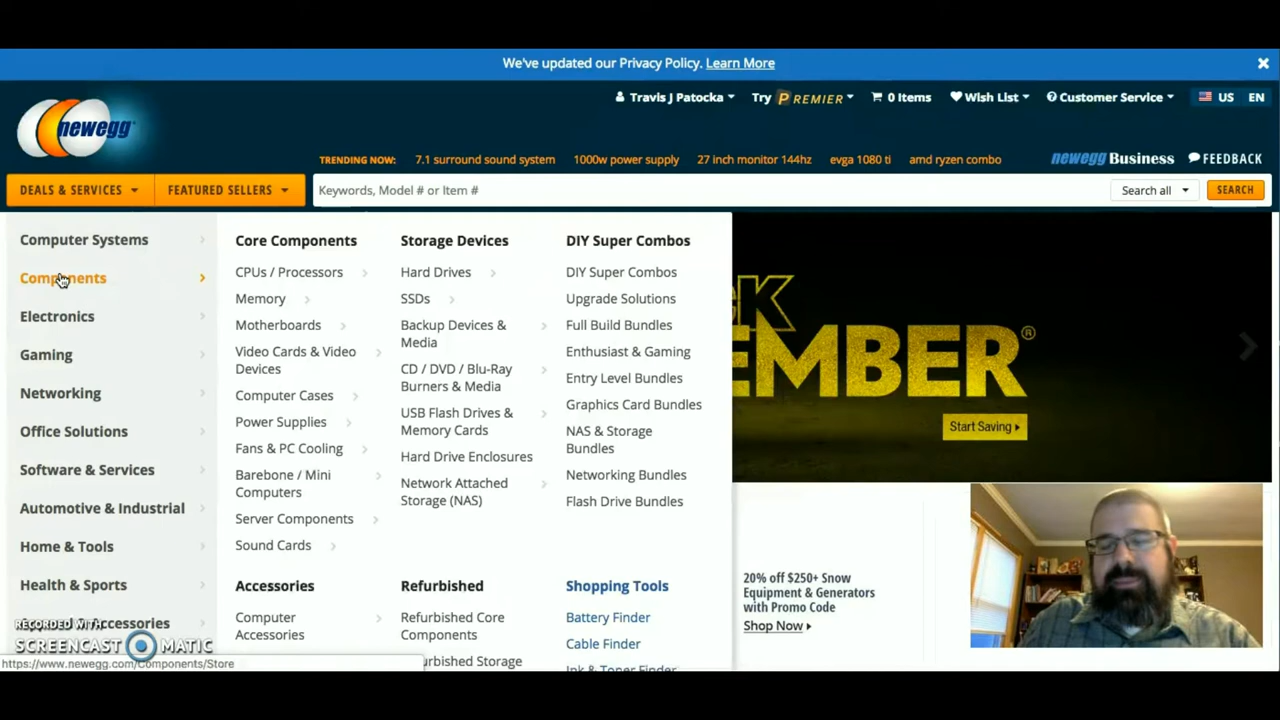 We've updated our Privacy Policy. Learn More
Travis J Patocka
Try PREMIER
0 Items
Wish List
Customer Service
US
EN
newegg
TRENDING NOW:
7.1 surround sound system
1000w power supply
27 inch monitor 144hz
evga 1080 ti
amd ryzen combo
newegg Business
FEEDBACK
DEALS & SERVICES
FEATURED SELLERS
Keywords, Model # or Item #
Search all
SEARCH
Computer Systems
Components
Electronics
Gaming
Networking
Office Solutions
Software & Services
Automotive & Industrial
Home & Tools
Health & Sports
Accessories
RECORDED WITH
SCREENCAST MATIC
https://www.newegg.com/Components/Store
Core Components
CPUs / Processors
Memory
Motherboards
Video Cards & Video
Devices
Computer Cases
Power Supplies
Fans & PC Cooling
Barebone / Mini
Computers
Server Components
Sound Cards
Accessories
Computer
Accessories
Storage Devices
Hard Drives
SSDs
Backup Devices &
Media
CD / DVD / Blu-Ray
Burners & Media
USB Flash Drives &
Memory Cards
Hard Drive Enclosures
Network Attached
Storage (NAS)
Refurbished
Refurbished Core
Components
Refurbished Storage
DIY Super Combos
DIY Super Combos
Upgrade Solutions
Full Build Bundles
Enthusiast & Gaming
Entry Level Bundles
Graphics Card Bundles
NAS & Storage
Bundles
Networking Bundles
Flash Drive Bundles
Shopping Tools
Battery Finder
Cable Finder
Ink & Toner Finder
EMBER®
Start Saving
20% off $250+ Snow
Equipment & Generators
with Promo Code
Shop Now